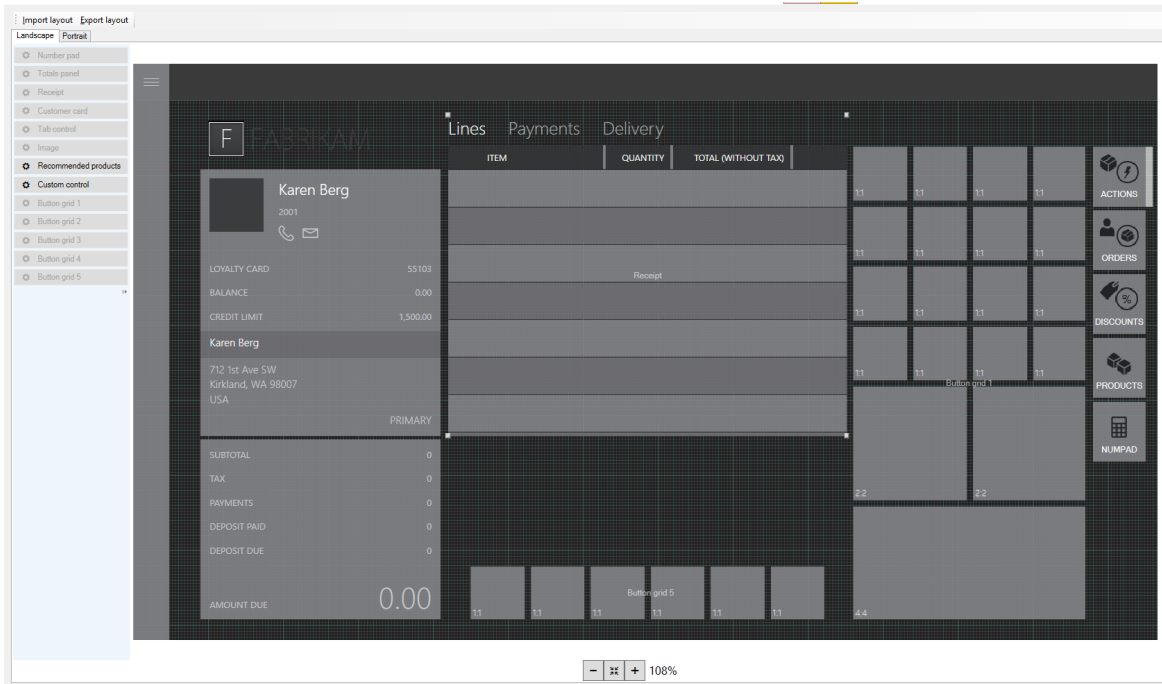 Import layout Export layout
Landscape Portrait
Number pad
Totals panel
Receipt
Customer card
Tab control
Image
Recommended products
Custom control
Button grid 1
Button grid 2
Button grid 3
Button grid 4
Button grid 5
F FABRIKAM
Karen Berg
2001
LOYALTY CARD 55103
BALANCE 0.00
CREDIT LIMIT 1,500.00
Karen Berg
712 1st Ave SW
Kirkland, WA 98007
USA
PRIMARY
SUBTOTAL 0
TAX 0
PAYMENTS 0
DEPOSIT PAID 0
DEPOSIT DUE 0
AMOUNT DUE 0.00
Lines Payments Delivery
ITEM QUANTITY TOTAL (WITHOUT TAX)
Receipt
1:1 1:1 1:1 1:1 1:1 1:1
Button grid 5
1:1 1:1 1:1 1:1
1:1 1:1 1:1 1:1
1:1 1:1 1:1 1:1
1:1 1:1 1:1 1:1
Button grid 1
2:2 2:2
4:4
ACTIONS
ORDERS
DISCOUNTS
PRODUCTS
NUMPAD
108%